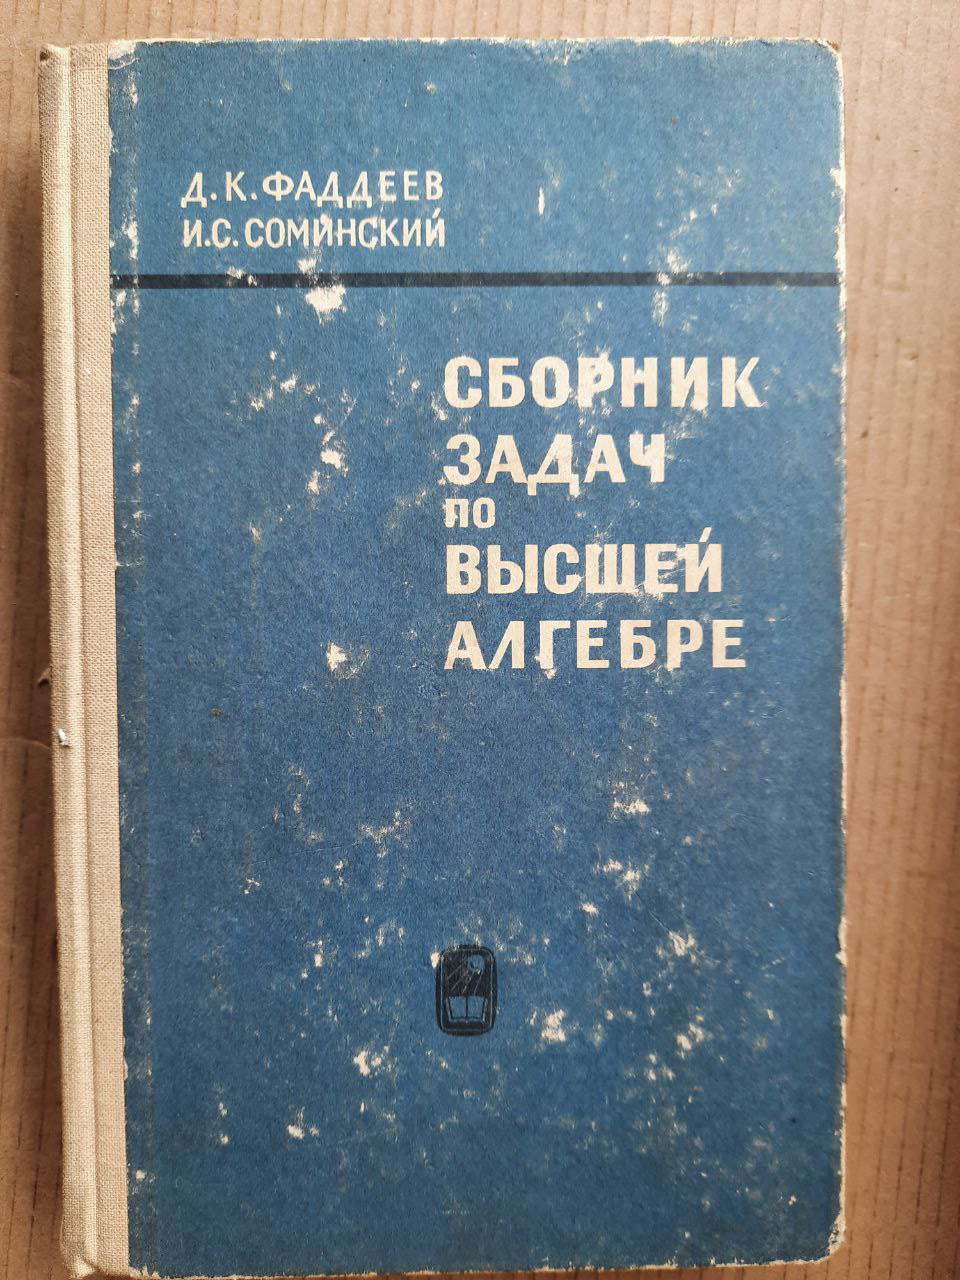 Д.К.ФАДДЕЕВ
И.С.СОМИНСКИЙ
СБОРНИК
ЗАДАЧ
ПО
ВЫСШЕЙ
АЛГЕБРЕ